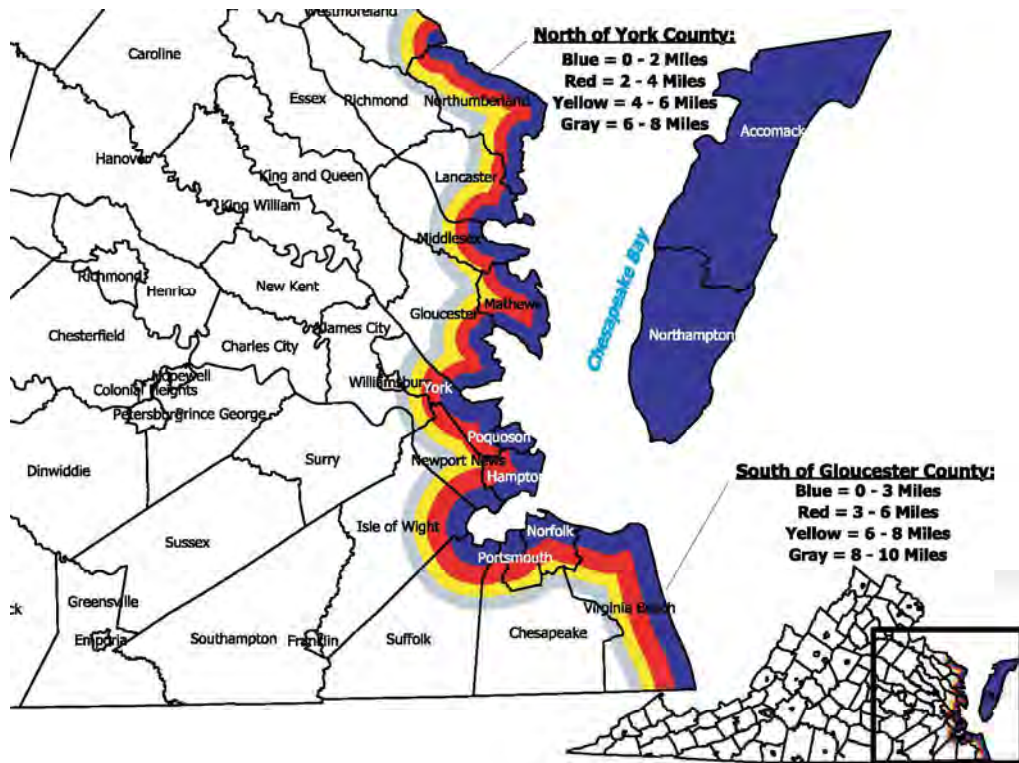 Westmoreland
North of York County:
Blue = 0 - 2 Miles
Red = 2 - 4 Miles
Yellow = 4 - 6 Miles
Gray = 6 - 8 Miles
Caroline
Essex
Richmond
Northumberland
Accomack
Hanover
King and Queen
Lancaster
King William
Middlesex
Chesapeake Bay
Richmond
Henrico
New Kent
Mathews
Gloucester
Northampton
Chesterfield
James City
Charles City
Hopewell
Williamsburg
York
Colonial Heights
Petersburg
Prince George
Poquoson
Dinwiddie
Surry
Newport News
Hampton
South of Gloucester County:
Blue = 0 - 3 Miles
Red = 3 - 6 Miles
Yellow = 6 - 8 Miles
Gray = 8 - 10 Miles
Isle of Wight
Norfolk
Sussex
Portsmouth
Greensville
ck
Virginia Beach
Emporia
Southampton
Franklin
Suffolk
Chesapeake